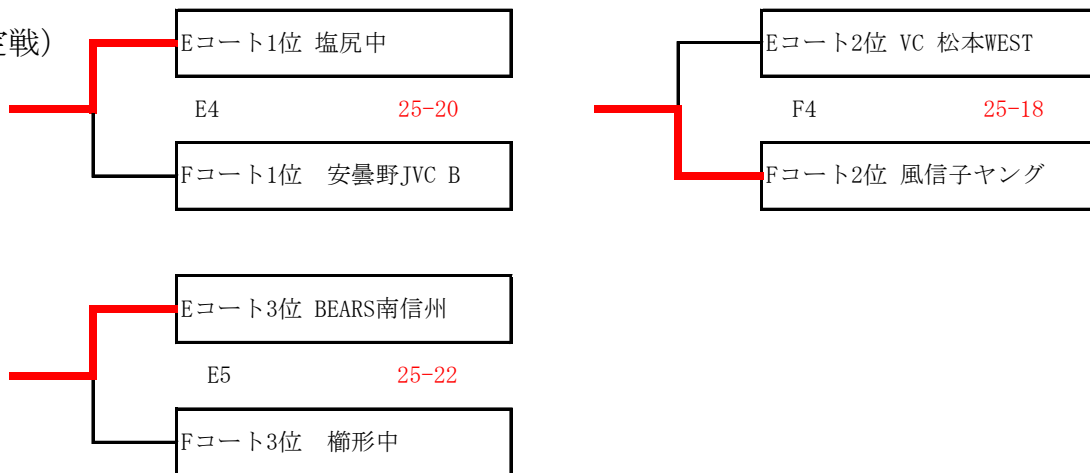 戦）
Eコート1位 塩尻中
E4 25-20
Fコート1位 安曇野JVC B
Eコート2位 VC 松本WEST
F4 25-18
Fコート2位 風信子ヤング
Eコート3位 BEARS南信州
E5 25-22
Fコート3位 櫛形中